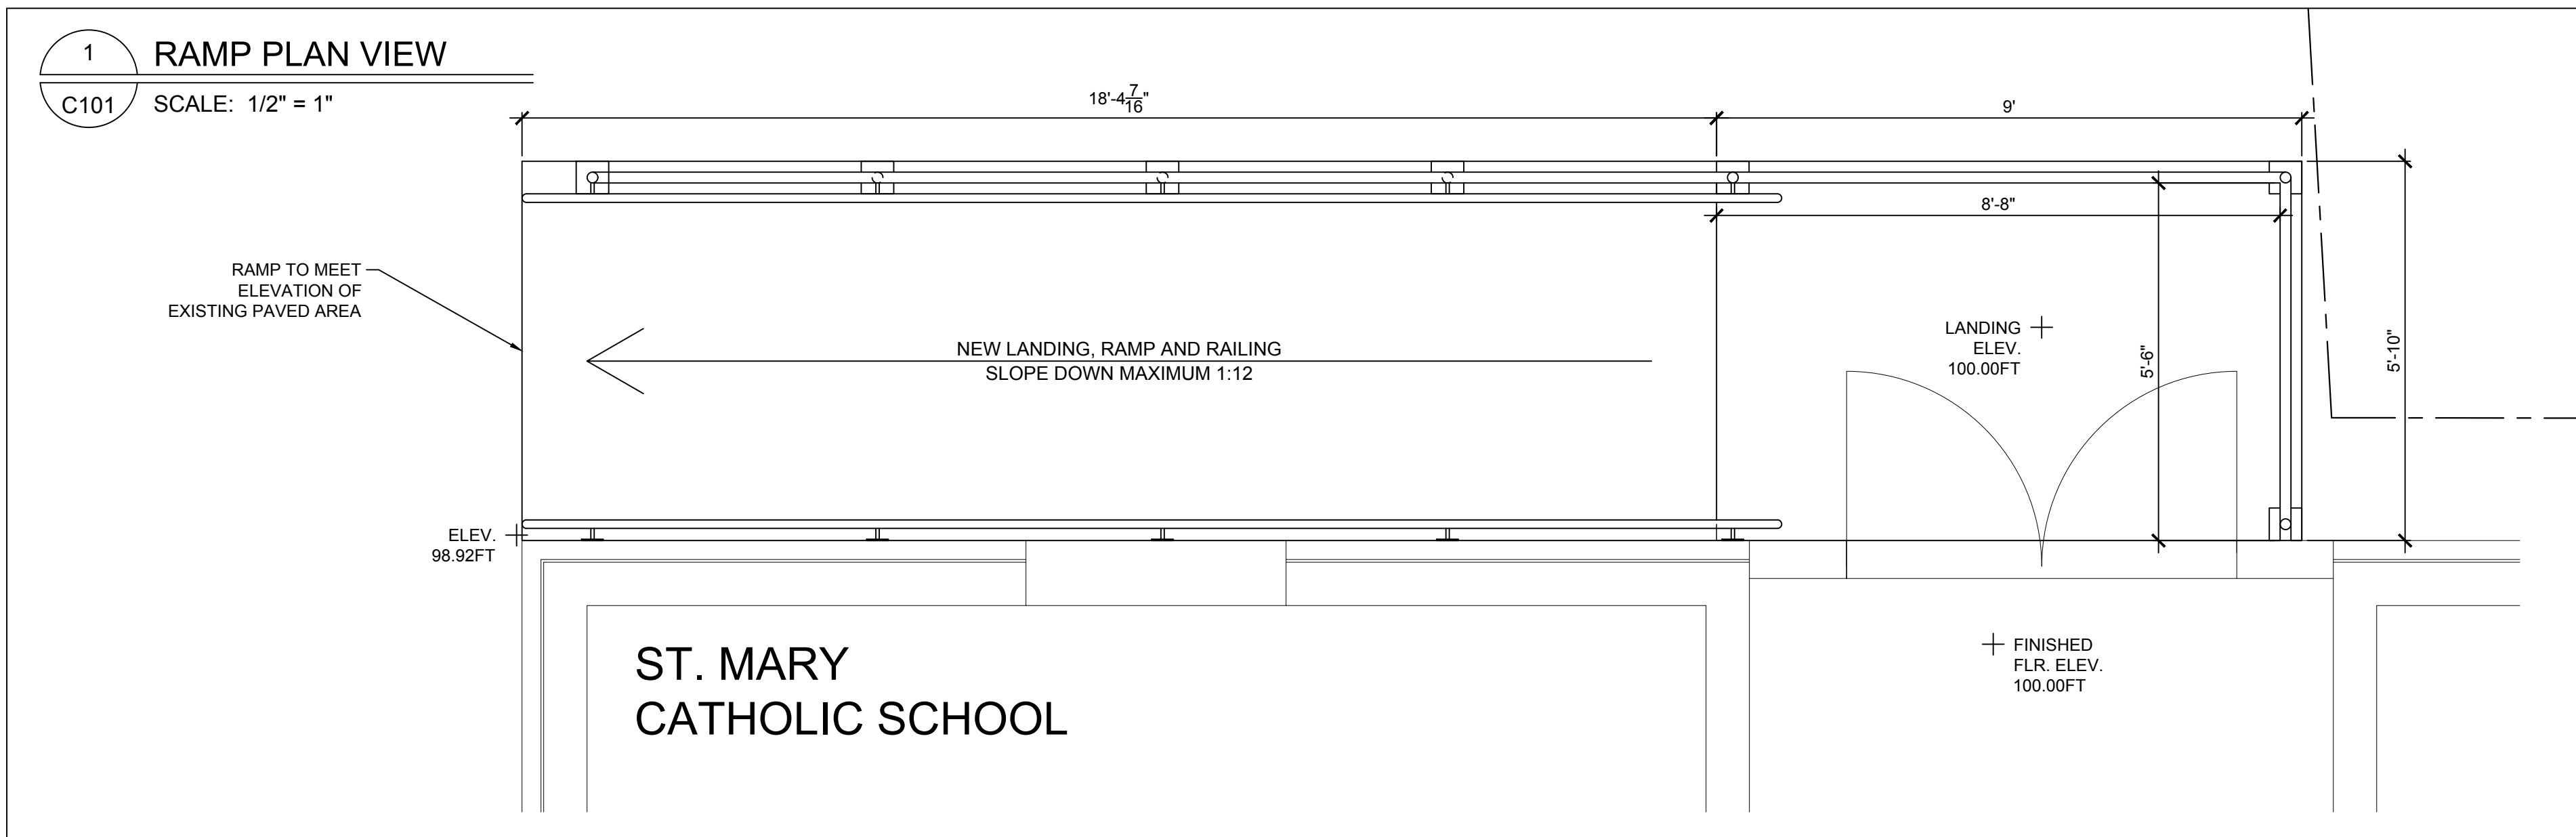 1
RAMP PLAN VIEW
C101
SCALE: 1/2" = 1"
18'-4 7/16"
9'
8'-8"
RAMP TO MEET
ELEVATION OF
EXISTING PAVED AREA
NEW LANDING, RAMP AND RAILING
SLOPE DOWN MAXIMUM 1:12
LANDING
ELEV.
100.00FT
5'-6"
5'-10"
ELEV.
98.92FT
FINISHED
FLR. ELEV.
100.00FT
ST. MARY
CATHOLIC SCHOOL